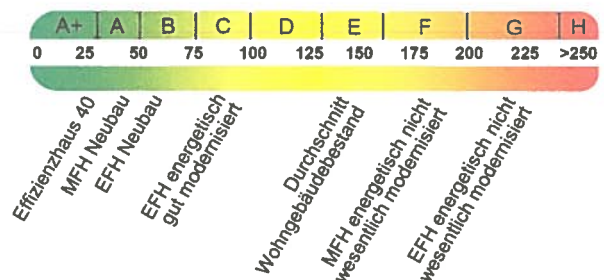 A+ A B C D E F G H
0 25 50 75 100 125 150 175 200 225 >250
Effizienzhaus 40
MFH Neubau
EFH Neubau
EFH energetisch
gut modernisiert
Durchschnitt
Wohngebäudebestand
MFH energetisch nicht
wesentlich modernisiert
EFH energetisch nicht
wesentlich modernisiert